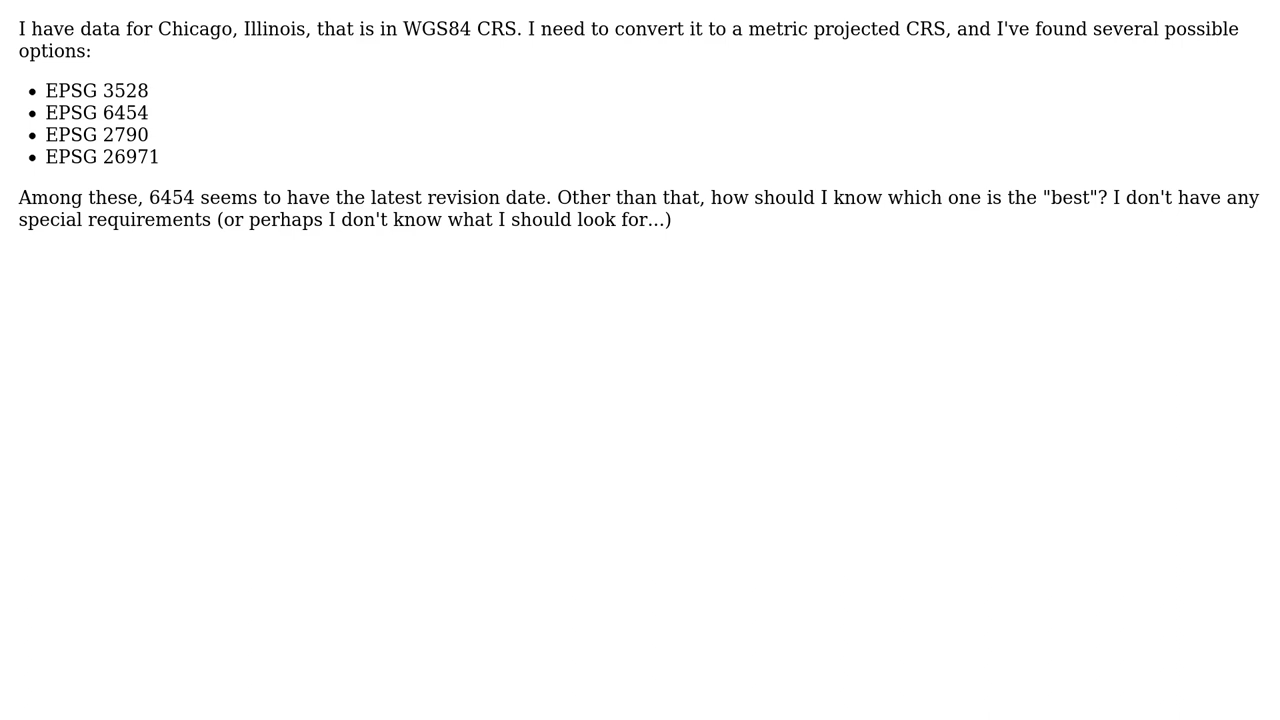 I have data for Chicago, Illinois, that is in WGS84 CRS. I need to convert it to a metric projected CRS, and I've found several possible
options:
• EPSG 3528
• EPSG 6454
• EPSG 2790
• EPSG 26971
Among these, 6454 seems to have the latest revision date. Other than that, how should I know which one is the "best"? I don't have any
special requirements (or perhaps I don't know what I should look for...)